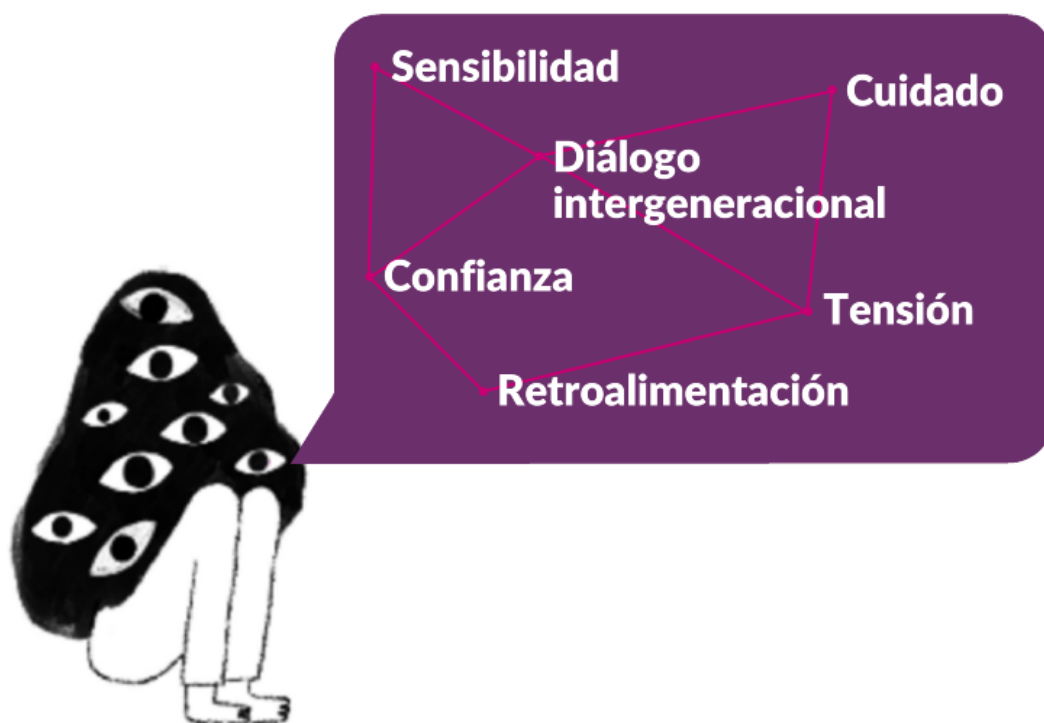 Sensibilidad
Cuidado
Diálogo
intergeneracional
Confianza
Tensión
Retroalimentación